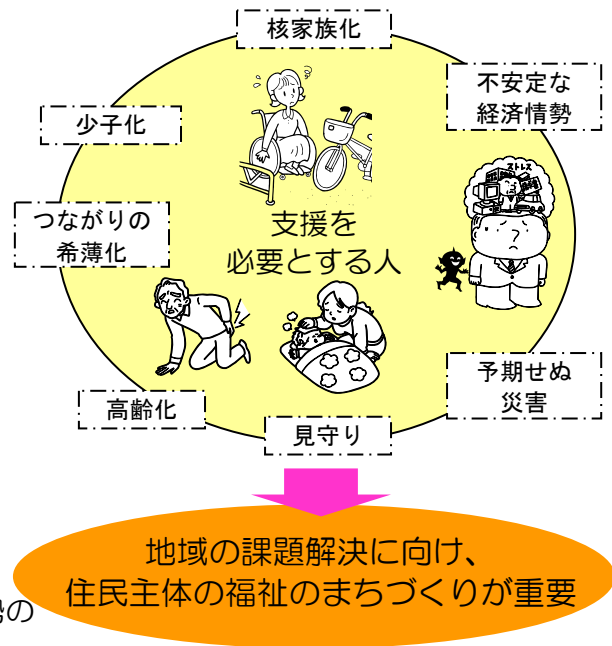 核家族化
不安定な
経済情勢
少子化
ストレス
つながりの
希薄化
支援を
必要とする人
予期せぬ
災害
高齢化
見守り
地域の課題解決に向け、
住民主体の福祉のまちづくりが重要
の